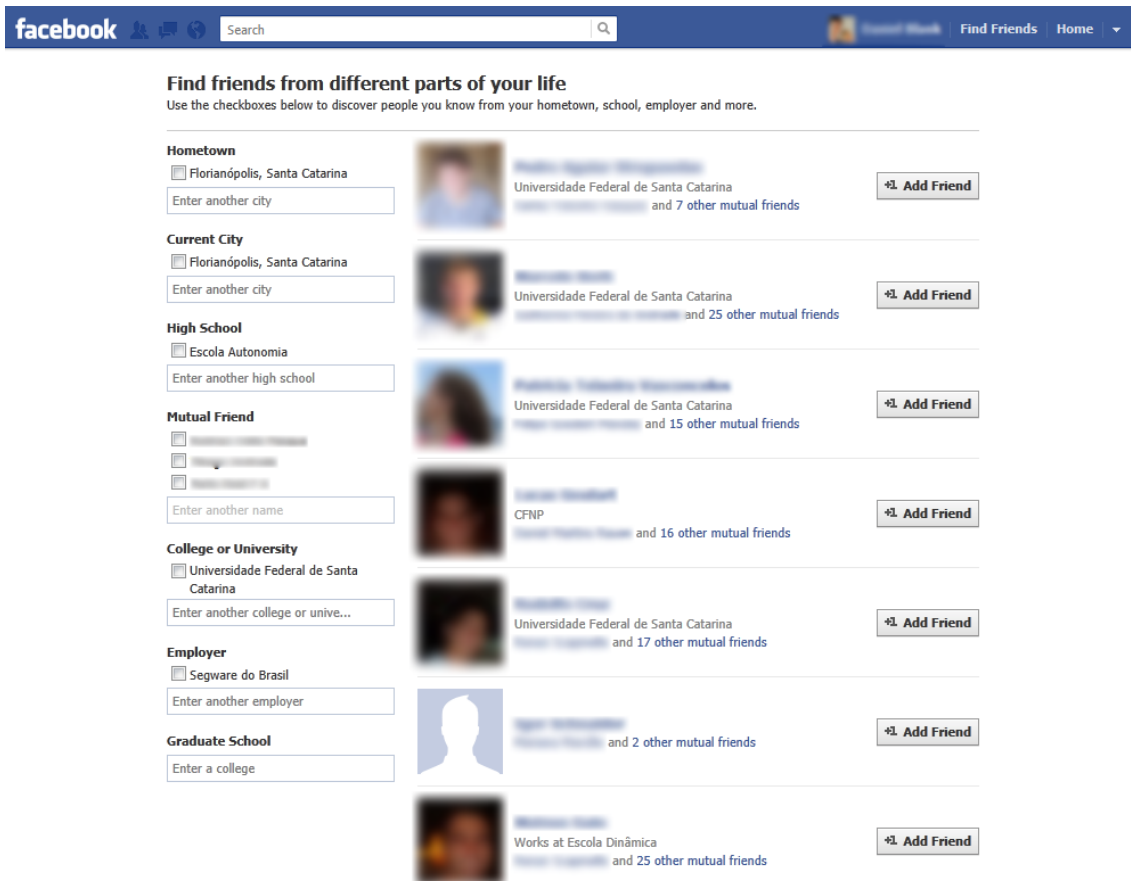 facebook
Search
Find Friends
Home
Find friends from different parts of your life
Use the checkboxes below to discover people you know from your hometown, school, employer and more.
Hometown
Florianópolis, Santa Catarina
Enter another city
Current City
Florianópolis, Santa Catarina
Enter another city
High School
Escola Autonomia
Enter another high school
Mutual Friend
Enter another name
College or University
Universidade Federal de Santa
Catarina
Enter another college or unive...
Employer
Segware do Brasil
Enter another employer
Graduate School
Enter a college
Universidade Federal de Santa Catarina
and 7 other mutual friends
+1 Add Friend
Universidade Federal de Santa Catarina
and 25 other mutual friends
+1 Add Friend
Universidade Federal de Santa Catarina
and 15 other mutual friends
+1 Add Friend
CFNP
and 16 other mutual friends
+1 Add Friend
Universidade Federal de Santa Catarina
and 17 other mutual friends
+1 Add Friend
and 2 other mutual friends
+1 Add Friend
Works at Escola Dinâmica
and 25 other mutual friends
+1 Add Friend